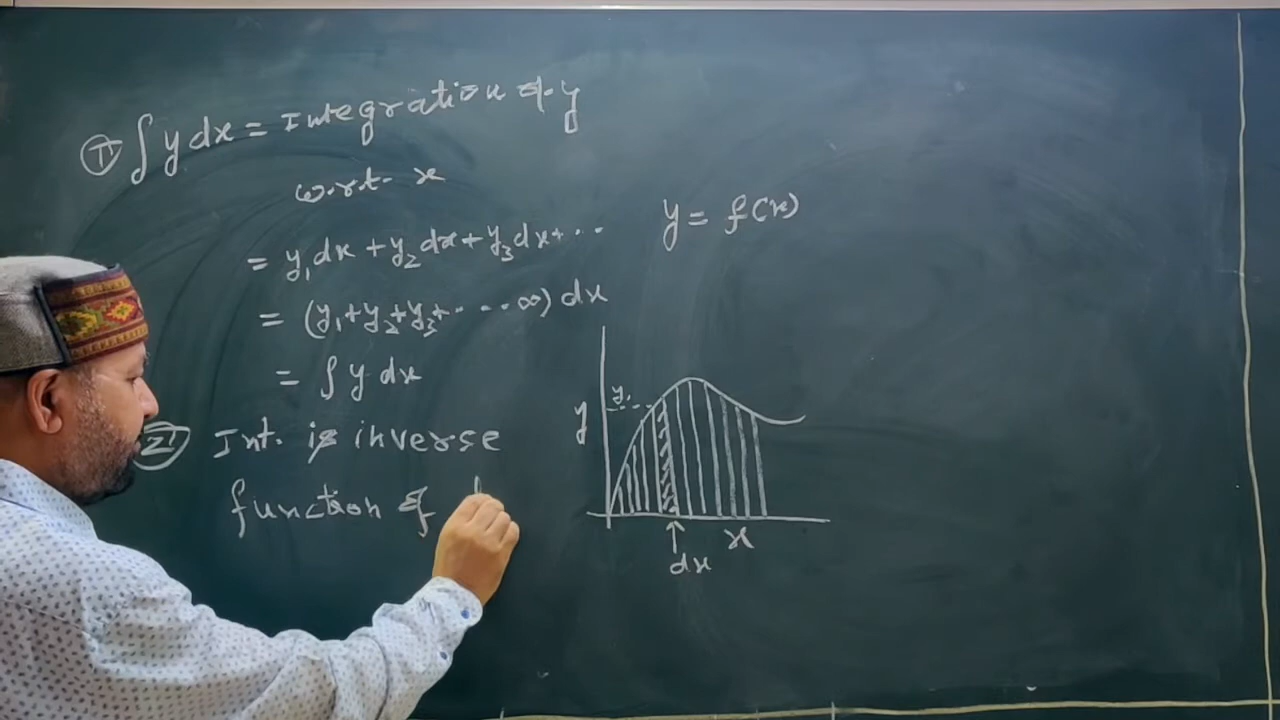 ① ∫ y dx = Integration of y
w.r.t. x
= y₁dx + y₂dx + y₃dx + ...
= (y₁+y₂+y₃+.....∞) dx
= ∫ y dx
② Int. is inverse
function of
y = f(x)
y₁
y
x
dx